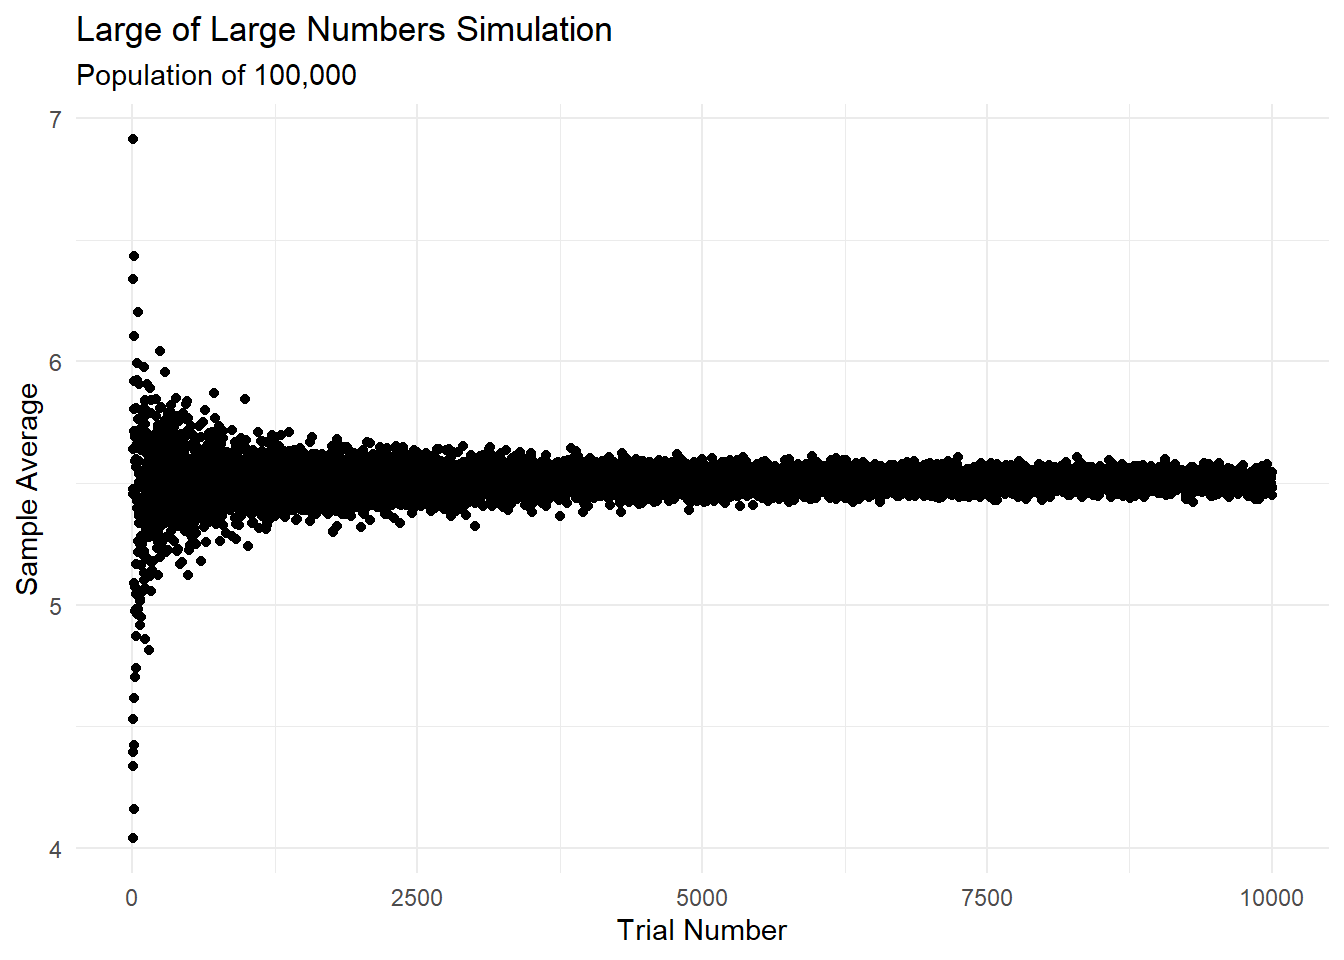 Large of Large Numbers Simulation
Population of 100,000
7
6
5
4
Sample Average
0 2500 5000 7500 10000
Trial Number